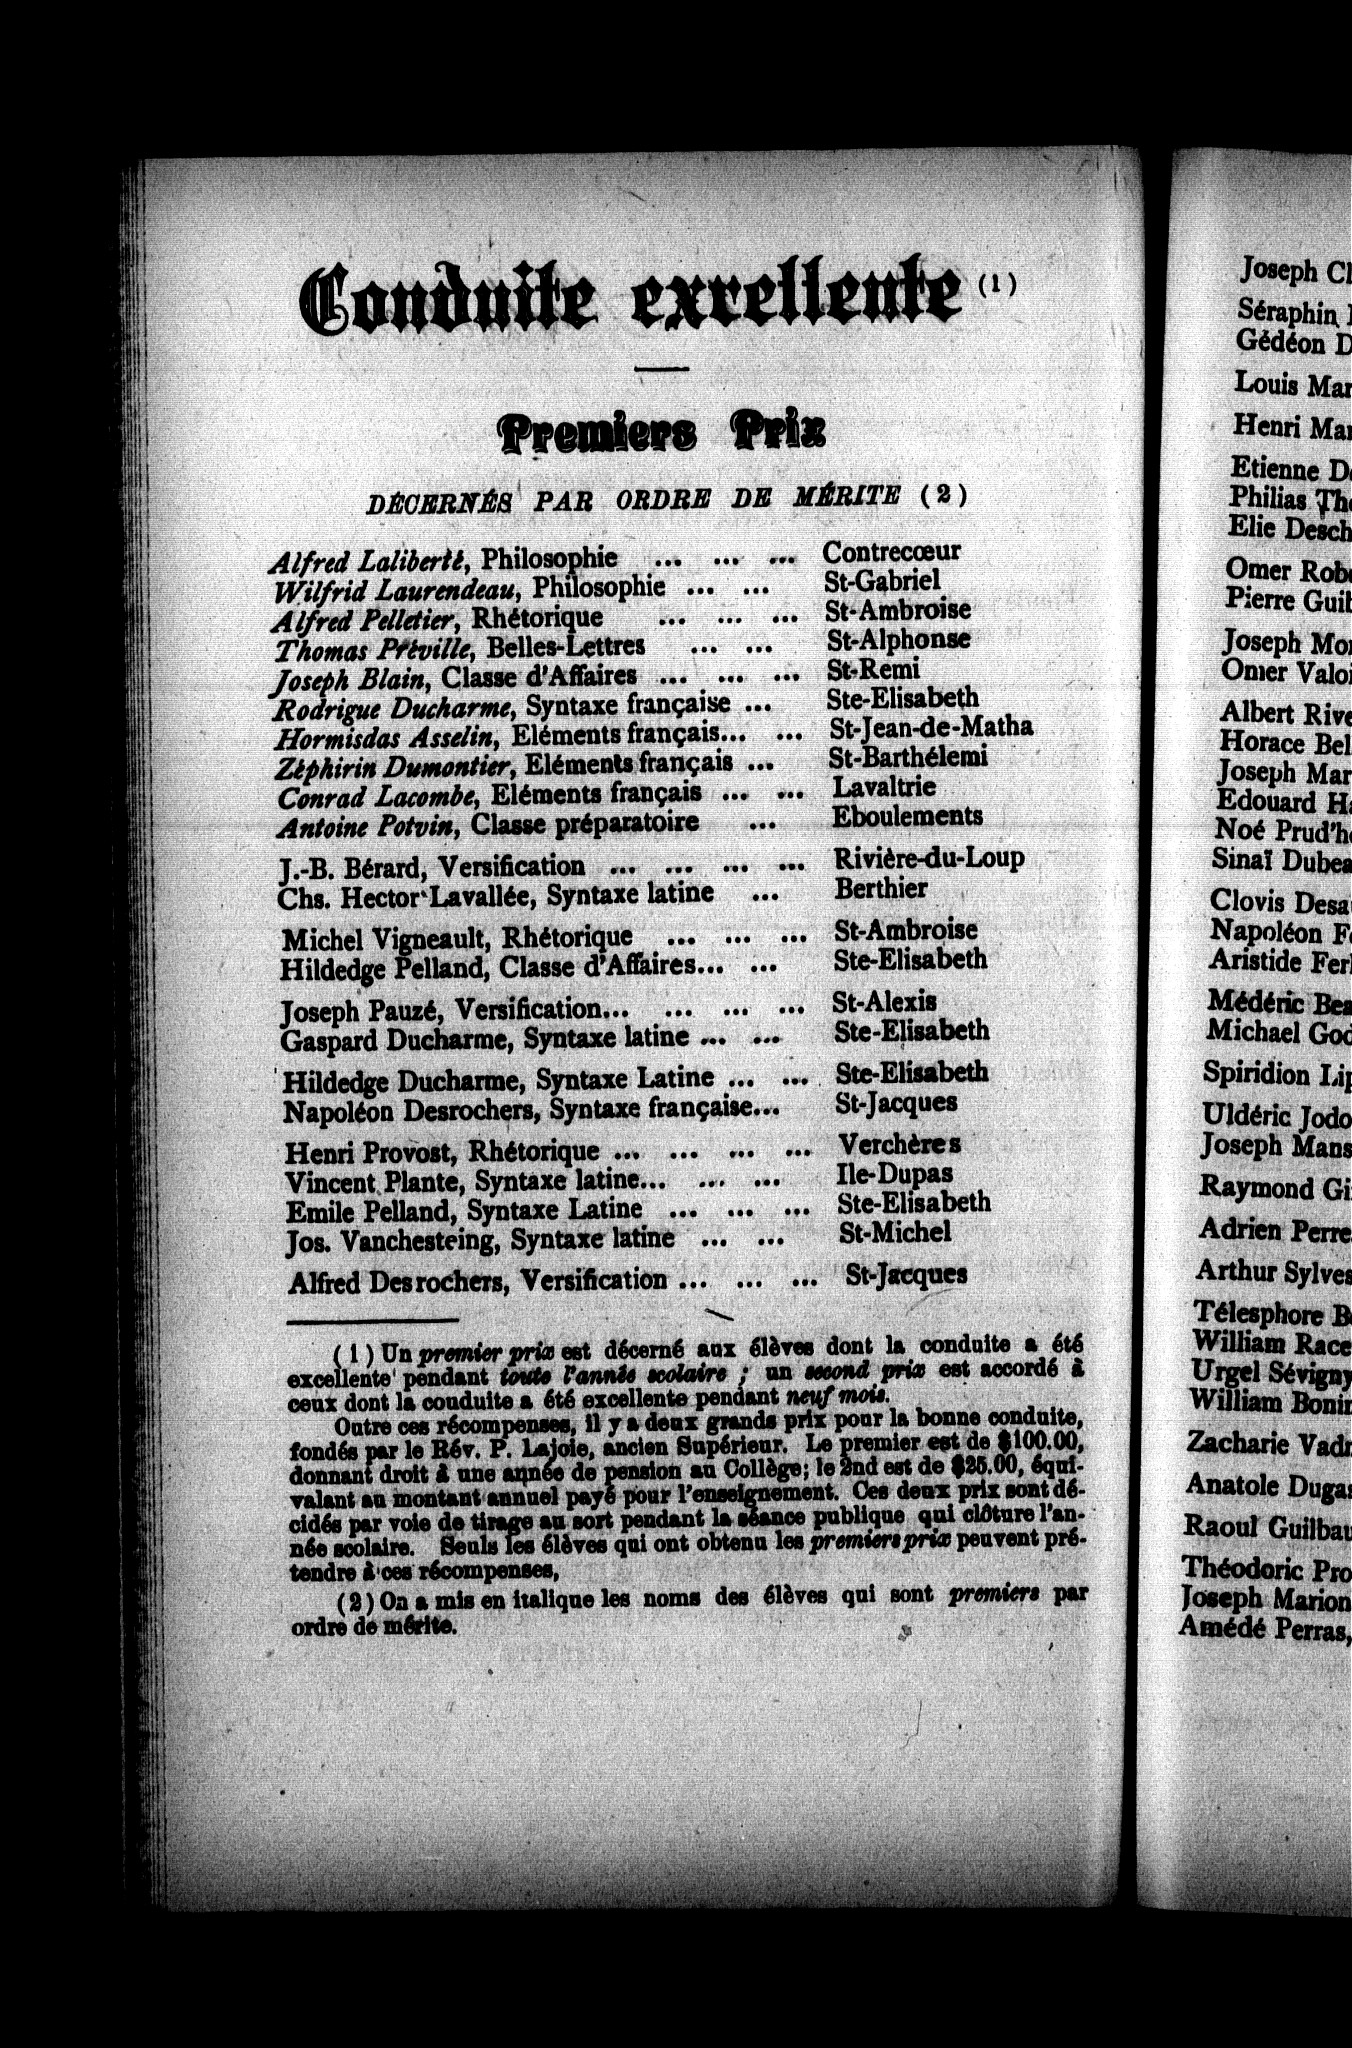 Conduite excellente (1)
Premiers Prix
DÉCERNÉS PAR ORDRE DE MÉRITE (2)
Alfred Laliberté, Philosophie ... ... ... Contrecœur
Wilfrid Laurendeau, Philosophie ... ... St-Gabriel
Alfred Pelletier, Rhétorique ... ... ... St-Ambroise
Thomas Préville, Belles-Lettres ... ... St-Alphonse
Joseph Blain, Classe d'Affaires ... ... ... St-Remi
Rodrigue Ducharme, Syntaxe française ... Ste-Elisabeth
Hormisdas Asselin, Eléments français... ... St-Jean-de-Matha
Zéphirin Dumontier, Eléments français ... St-Barthélemi
Conrad Lacombe, Eléments français ... ... Lavaltrie
Antoine Potvin, Classe préparatoire ... Eboulements
J.-B. Bérard, Versification ... ... ... ... Rivière-du-Loup
Chs. Hector Lavallée, Syntaxe latine ... Berthier
Michel Vigneault, Rhétorique ... ... ... St-Ambroise
Hildedge Pelland, Classe d'Affaires... ... Ste-Elisabeth
Joseph Pauzé, Versification... ... ... ... St-Alexis
Gaspard Ducharme, Syntaxe latine ... ... Ste-Elisabeth
Hildedge Ducharme, Syntaxe Latine ... ... Ste-Elisabeth
Napoléon Desrochers, Syntaxe française... St-Jacques
Henri Provost, Rhétorique ... ... ... ... Verchères
Vincent Plante, Syntaxe latine... ... ... Ile-Dupas
Emile Pelland, Syntaxe Latine ... ... ... Ste-Elisabeth
Jos. Vanchesteing, Syntaxe latine ... ... St-Michel
Alfred Desrochers, Versification ... ... ... St-Jacques
(1) Un premier prix est décerné aux élèves dont la conduite a été
excellente pendant toute l'année scolaire ; un second prix est accordé à
ceux dont la conduite a été excellente pendant neuf mois.
Outre ces récompenses, il y a deux grands prix pour la bonne conduite,
fondés par le Rév. P. Lajoie, ancien Supérieur. Le premier est de $100.00,
donnant droit à une année de pension au Collège; le 2nd est de $25.00, équi-
valant au montant annuel payé pour l'enseignement. Ces deux prix sont dé-
cidés par voie de tirage au sort pendant la séance publique qui clôture l'an-
née scolaire. Seuls les élèves qui ont obtenu les premiers prix peuvent pré-
tendre à ces récompenses,
(2) On a mis en italique les noms des élèves qui sont premiers par
ordre de mérite.
Joseph
Séraphin
Gédéon
Louis
Henri
Etienne
Philias
Elie
Omer
Pierre
Joseph
Omer
Albert
Horace
Joseph
Edouard
Noé
Sinaï
Clovis
Napoléon
Aristide
Médéric
Michael
Spiridion
Uldéric
Joseph
Raymond
Adrien
Arthur
Télesphore
William
Urgel Sévigny
William
Zacharie
Anatole
Raoul
Théodoric
Joseph Marion
Amédé Perras,